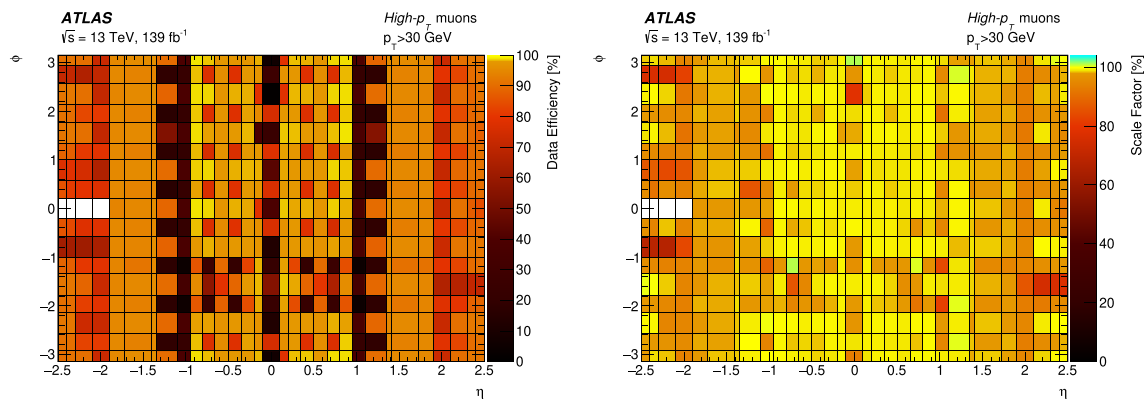 ATLAS
√s = 13 TeV, 139 fb⁻¹
High-p_T muons
p_T>30 GeV
φ
3
2
1
0
−1
−2
−3
−2.5 −2 −1.5 −1 −0.5 0 0.5 1 1.5 2 2.5
η
100
90
80
70
60
50
40
30
20
10
0
Data Efficiency [%]
ATLAS
√s = 13 TeV, 139 fb⁻¹
High-p_T muons
p_T>30 GeV
φ
3
2
1
0
−1
−2
−3
−2.5 −2 −1.5 −1 −0.5 0 0.5 1 1.5 2 2.5
η
100
80
60
40
20
0
Scale Factor [%]